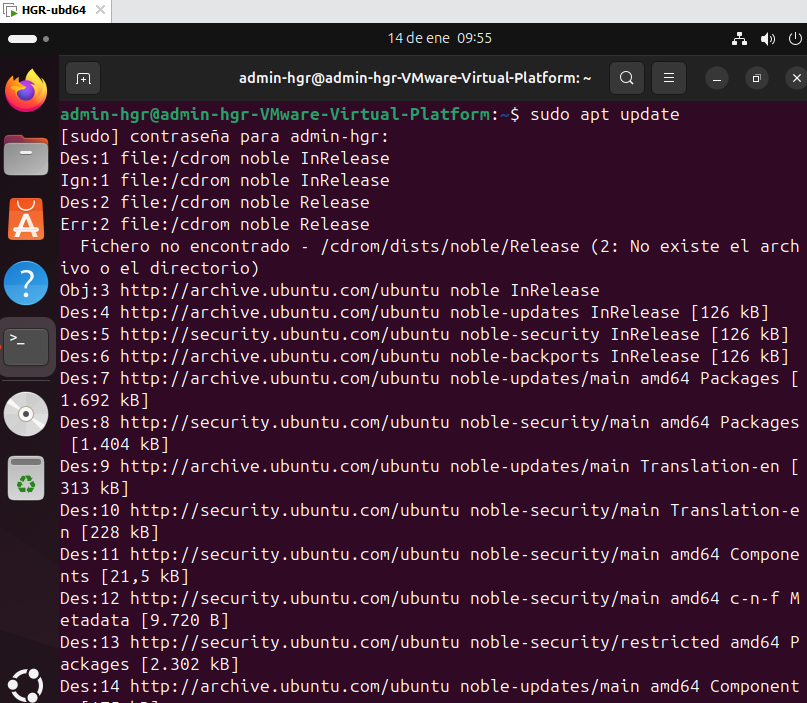 HGR-ubd64
14 de ene 09:55
admin-hgr@admin-hgr-VMware-Virtual-Platform: ~
admin-hgr@admin-hgr-VMware-Virtual-Platform:~$ sudo apt update
[sudo] contraseña para admin-hgr:
Des:1 file:/cdrom noble InRelease
Ign:1 file:/cdrom noble InRelease
Des:2 file:/cdrom noble Release
Err:2 file:/cdrom noble Release
  Fichero no encontrado - /cdrom/dists/noble/Release (2: No existe el arch
ivo o el directorio)
Obj:3 http://archive.ubuntu.com/ubuntu noble InRelease
Des:4 http://archive.ubuntu.com/ubuntu noble-updates InRelease [126 kB]
Des:5 http://security.ubuntu.com/ubuntu noble-security InRelease [126 kB]
Des:6 http://archive.ubuntu.com/ubuntu noble-backports InRelease [126 kB]
Des:7 http://archive.ubuntu.com/ubuntu noble-updates/main amd64 Packages [
1.692 kB]
Des:8 http://security.ubuntu.com/ubuntu noble-security/main amd64 Packages
 [1.404 kB]
Des:9 http://archive.ubuntu.com/ubuntu noble-updates/main Translation-en [
313 kB]
Des:10 http://security.ubuntu.com/ubuntu noble-security/main Translation-e
n [228 kB]
Des:11 http://security.ubuntu.com/ubuntu noble-security/main amd64 Compone
nts [21,5 kB]
Des:12 http://security.ubuntu.com/ubuntu noble-security/main amd64 c-n-f M
etadata [9.720 B]
Des:13 http://security.ubuntu.com/ubuntu noble-security/restricted amd64 P
ackages [2.302 kB]
Des:14 http://archive.ubuntu.com/ubuntu noble-updates/main amd64 Component